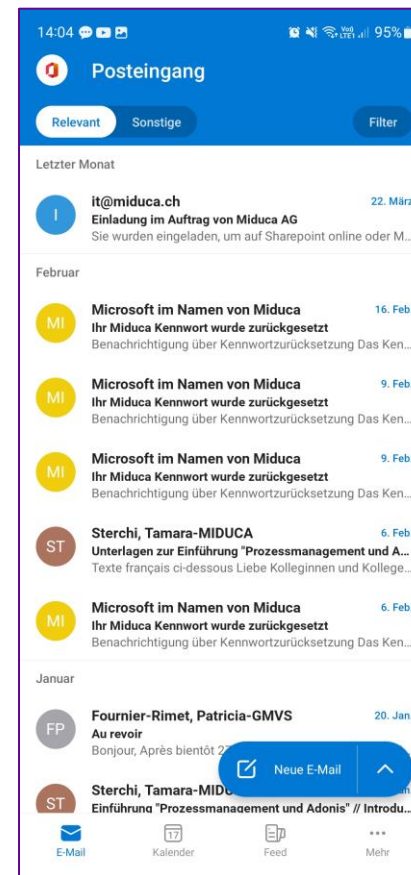 14:04 95%
Posteingang
Relevant Sonstige Filter
Letzter Monat
I it@miduca.ch 22. März
Einladung im Auftrag von Miduca AG
Sie wurden eingeladen, um auf Sharepoint online oder M...
Februar
MI Microsoft im Namen von Miduca 16. Feb.
Ihr Miduca Kennwort wurde zurückgesetzt
Benachrichtigung über Kennwortzurücksetzung Das Ken...
MI Microsoft im Namen von Miduca 9. Feb.
Ihr Miduca Kennwort wurde zurückgesetzt
Benachrichtigung über Kennwortzurücksetzung Das Ken...
MI Microsoft im Namen von Miduca 9. Feb.
Ihr Miduca Kennwort wurde zurückgesetzt
Benachrichtigung über Kennwortzurücksetzung Das Ken...
ST Sterchi, Tamara-MIDUCA 6. Feb.
Unterlagen zur Einführung "Prozessmanagement und A...
Texte français ci-dessous Liebe Kolleginnen und Kollege...
MI Microsoft im Namen von Miduca 6. Feb.
Ihr Miduca Kennwort wurde zurückgesetzt
Benachrichtigung über Kennwortzurücksetzung Das Ken...
Januar
FP Fournier-Rimet, Patricia-GMVS 20. Jan.
Au revoir
Bonjour, Après bientôt
Neue E-Mail
ST Sterchi, Tamara-MIDU
Einführung "Prozessmanagement und Adonis" // Introdu...
17
E-Mail Kalender Feed Mehr